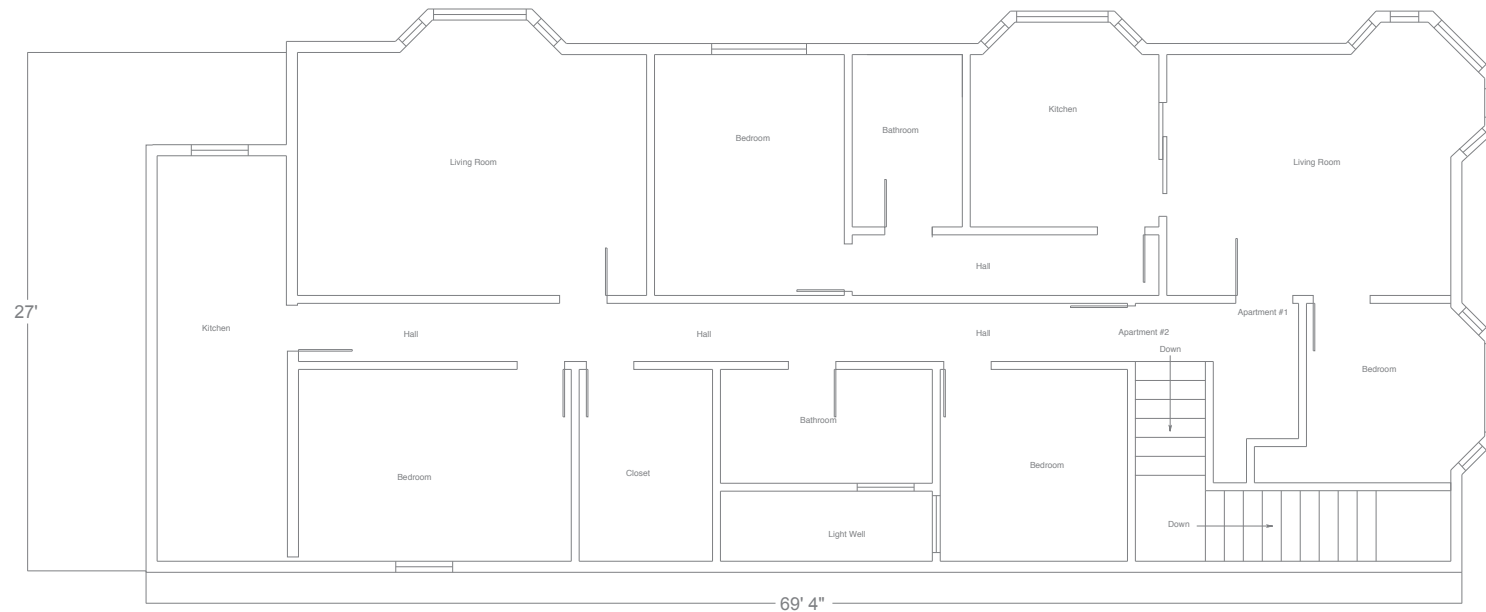 Kitchen
Bedroom
Bathroom
Living Room
Living Room
Hall
27'
Apartment #1
Kitchen
Hall
Hall
Hall
Apartment #2
Down
Bedroom
Bathroom
Bedroom
Closet
Bedroom
Down
Light Well
69' 4"